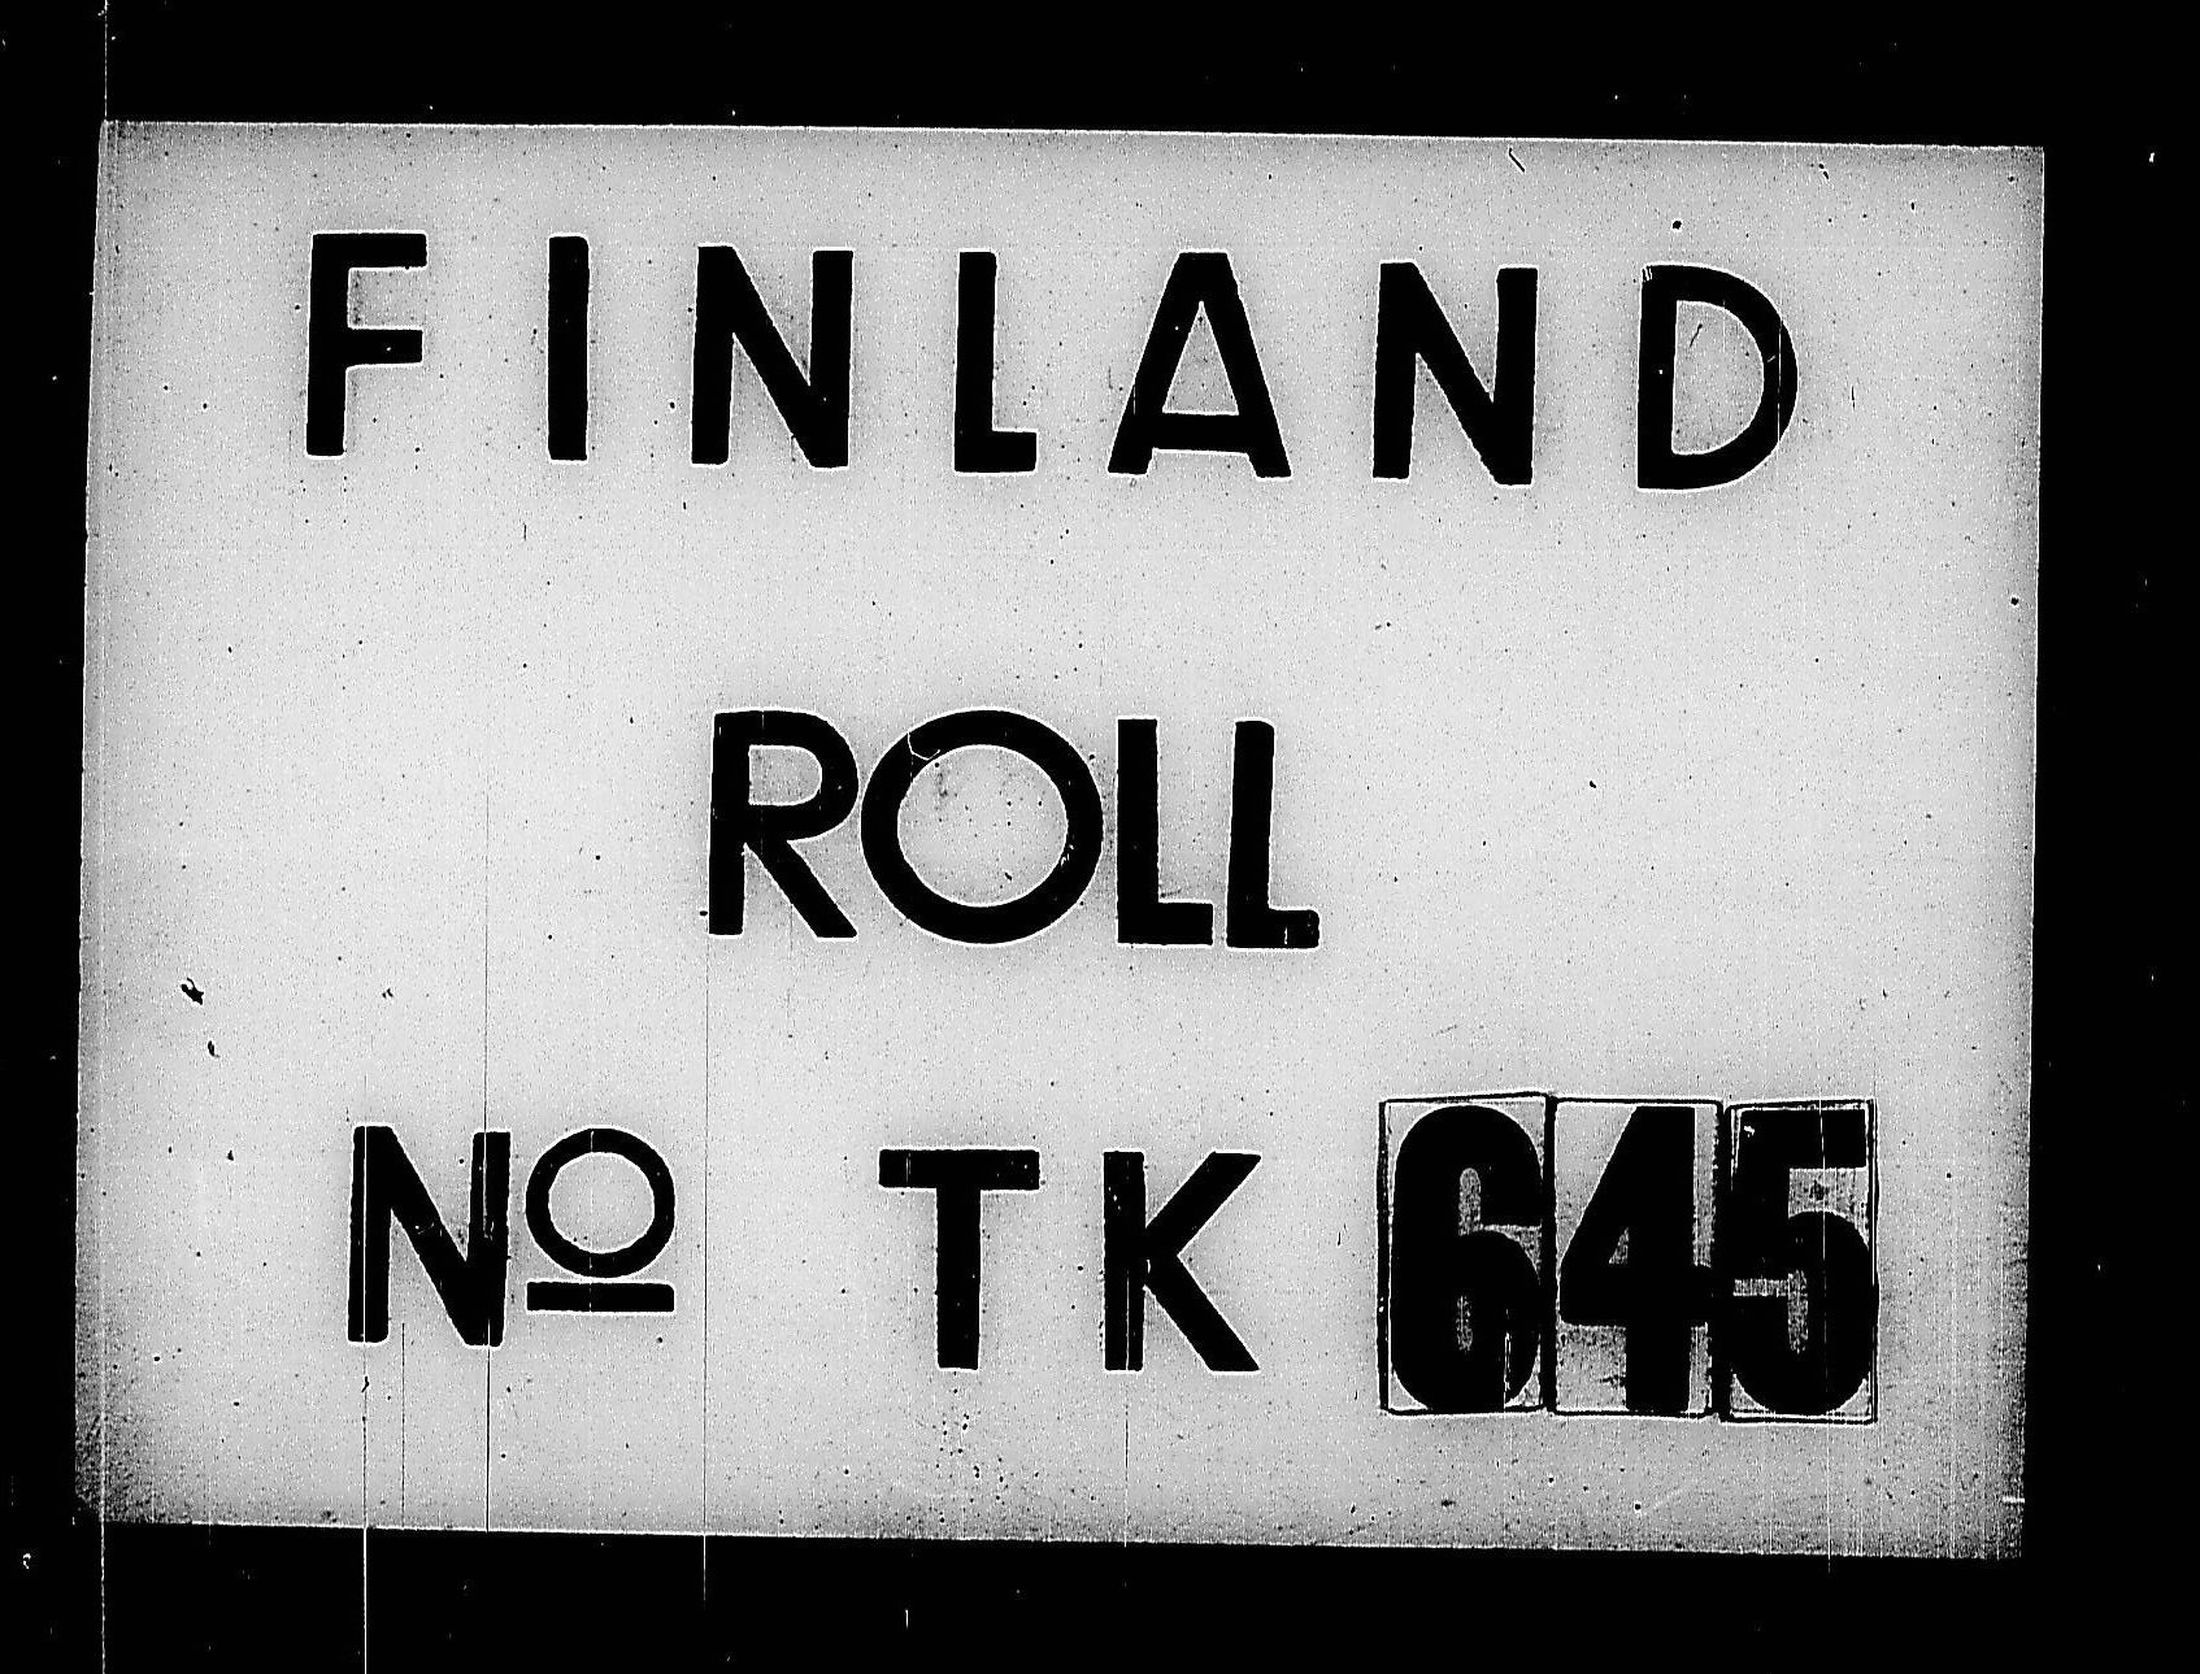 FINLAND
ROLL
Nº TK 645